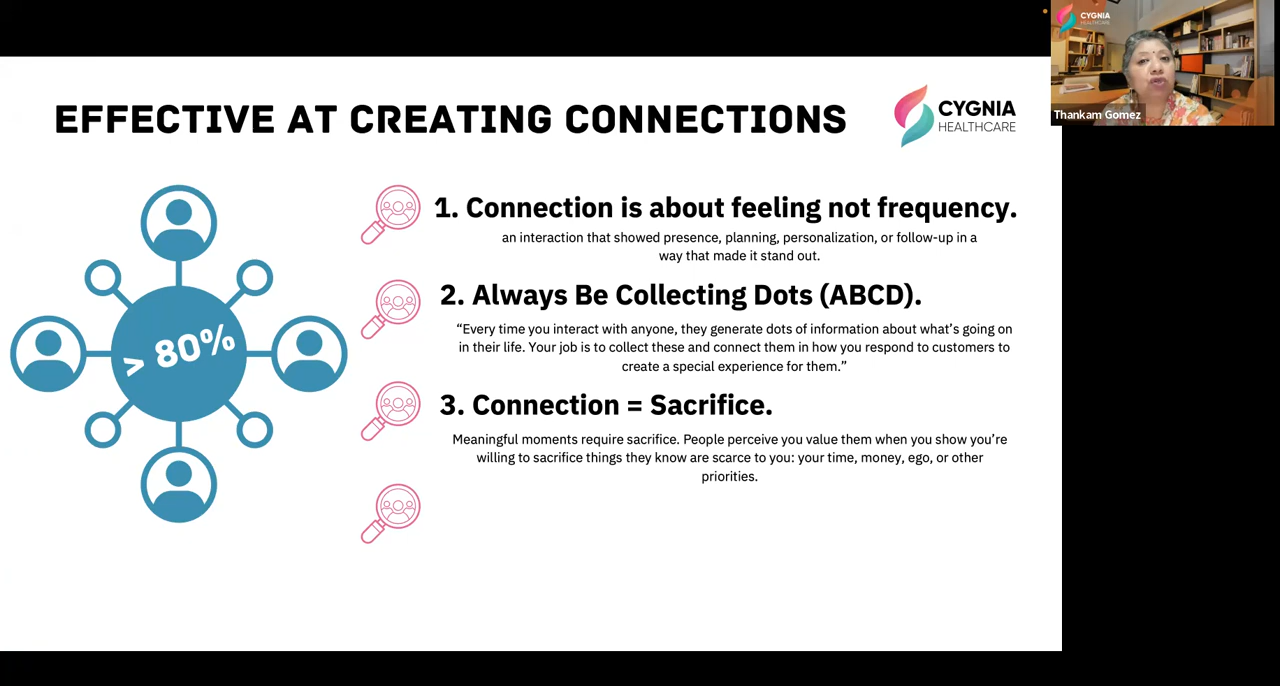 CYGNIA
HEALTHCARE
Thankam Gomez
EFFECTIVE AT CREATING CONNECTIONS
CYGNIA
HEALTHCARE
> 80%
1. Connection is about feeling not frequency.
an interaction that showed presence, planning, personalization, or follow-up in a
way that made it stand out.
2. Always Be Collecting Dots (ABCD).
“Every time you interact with anyone, they generate dots of information about what’s going on
in their life. Your job is to collect these and connect them in how you respond to customers to
create a special experience for them.”
3. Connection = Sacrifice.
Meaningful moments require sacrifice. People perceive you value them when you show you’re
willing to sacrifice things they know are scarce to you: your time, money, ego, or other
priorities.